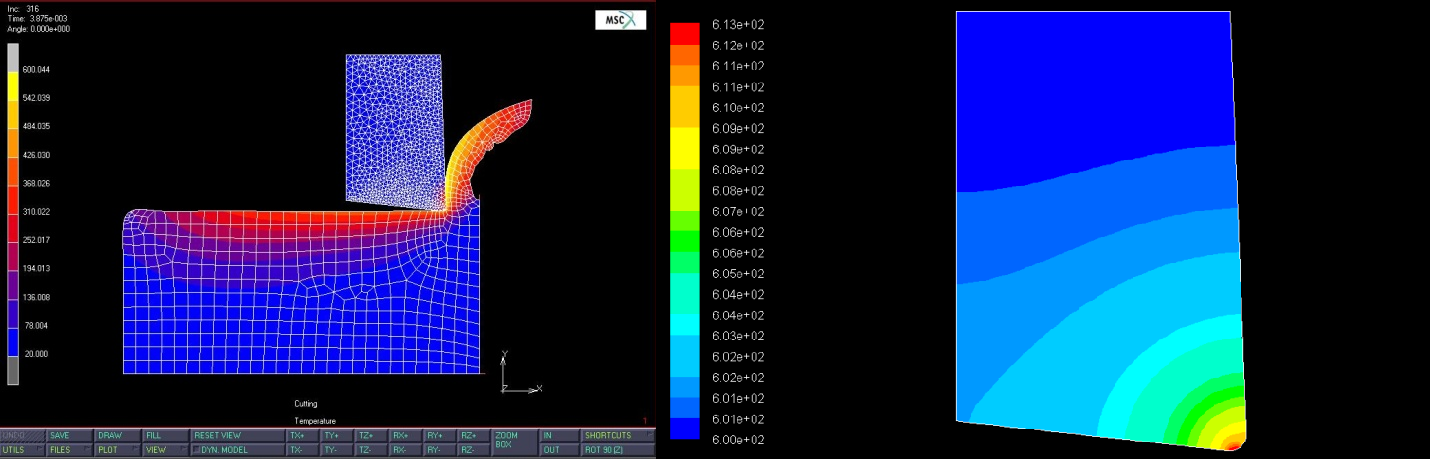 Inc: 316
Time: 3.875e-003
Angle: 0.000e+000
MSC
600.044
542.039
484.035
426.030
368.026
310.022
252.017
194.013
136.008
78.004
20.000
Y
Z X
Cutting
Temperature
1
UNDO SAVE DRAW FILL RESET VIEW TX+ TY+ TZ+ RX+ RY+ RZ+ ZOOM BOX IN SHORTCUTS
UTILS FILES PLOT VIEW DYN. MODEL TX- TY- TZ- RX- RY- RZ- OUT ROT 90 (Z)
6.13e+02
6.12e+02
6.11e+02
6.11e+02
6.10e+02
6.09e+02
6.09e+02
6.08e+02
6.07e+02
6.06e+02
6.06e+02
6.05e+02
6.04e+02
6.04e+02
6.03e+02
6.02e+02
6.02e+02
6.01e+02
6.01e+02
6.00e+02